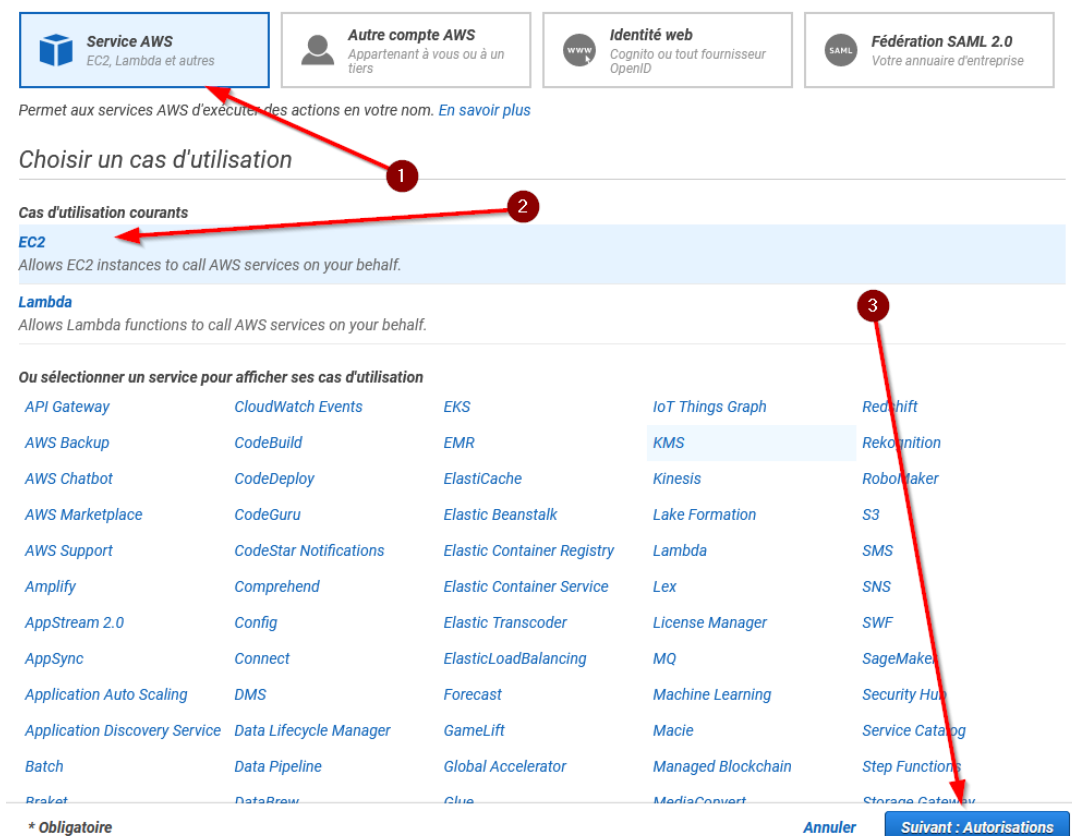 Service AWS
EC2, Lambda et autres
Autre compte AWS
Appartenant à vous ou à un
tiers
www
Identité web
Cognito ou tout fournisseur
OpenID
SAML
Fédération SAML 2.0
Votre annuaire d'entreprise
Permet aux services AWS d'exécuter des actions en votre nom. En savoir plus
Choisir un cas d'utilisation
1
Cas d'utilisation courants
2
EC2
Allows EC2 instances to call AWS services on your behalf.
Lambda
3
Allows Lambda functions to call AWS services on your behalf.
Ou sélectionner un service pour afficher ses cas d'utilisation
API Gateway CloudWatch Events EKS IoT Things Graph Redshift
AWS Backup CodeBuild EMR KMS Rekognition
AWS Chatbot CodeDeploy ElastiCache Kinesis RoboMaker
AWS Marketplace CodeGuru Elastic Beanstalk Lake Formation S3
AWS Support CodeStar Notifications Elastic Container Registry Lambda SMS
Amplify Comprehend Elastic Container Service Lex SNS
AppStream 2.0 Config Elastic Transcoder License Manager SWF
AppSync Connect ElasticLoadBalancing MQ SageMaker
Application Auto Scaling DMS Forecast Machine Learning Security Hub
Application Discovery Service Data Lifecycle Manager GameLift Macie Service Catalog
Batch Data Pipeline Global Accelerator Managed Blockchain Step Functions
Braket DataBrew Glue MediaConvert Storage Gateway
* Obligatoire Annuler Suivant : Autorisations